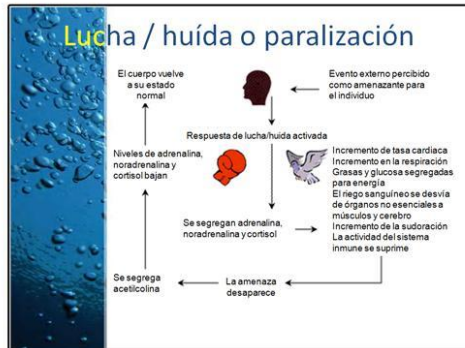 Lucha / huída o paralización
El cuerpo vuelve
a su estado
normal
Evento externo percibido
como amenazante para
el individuo
Respuesta de lucha/huida activada
Niveles de adrenalina,
noradrenalina y
cortisol bajan
Incremento de tasa cardiaca
Incremento en la respiración
Grasas y glucosa segregadas
para energía
El riego sanguíneo se desvía
de órganos no esenciales a
músculos y cerebro
Incremento de la sudoración
La actividad del sistema
inmune se suprime
Se segregan adrenalina,
noradrenalina y cortisol
Se segrega
acetilcolina
La amenaza
desaparece